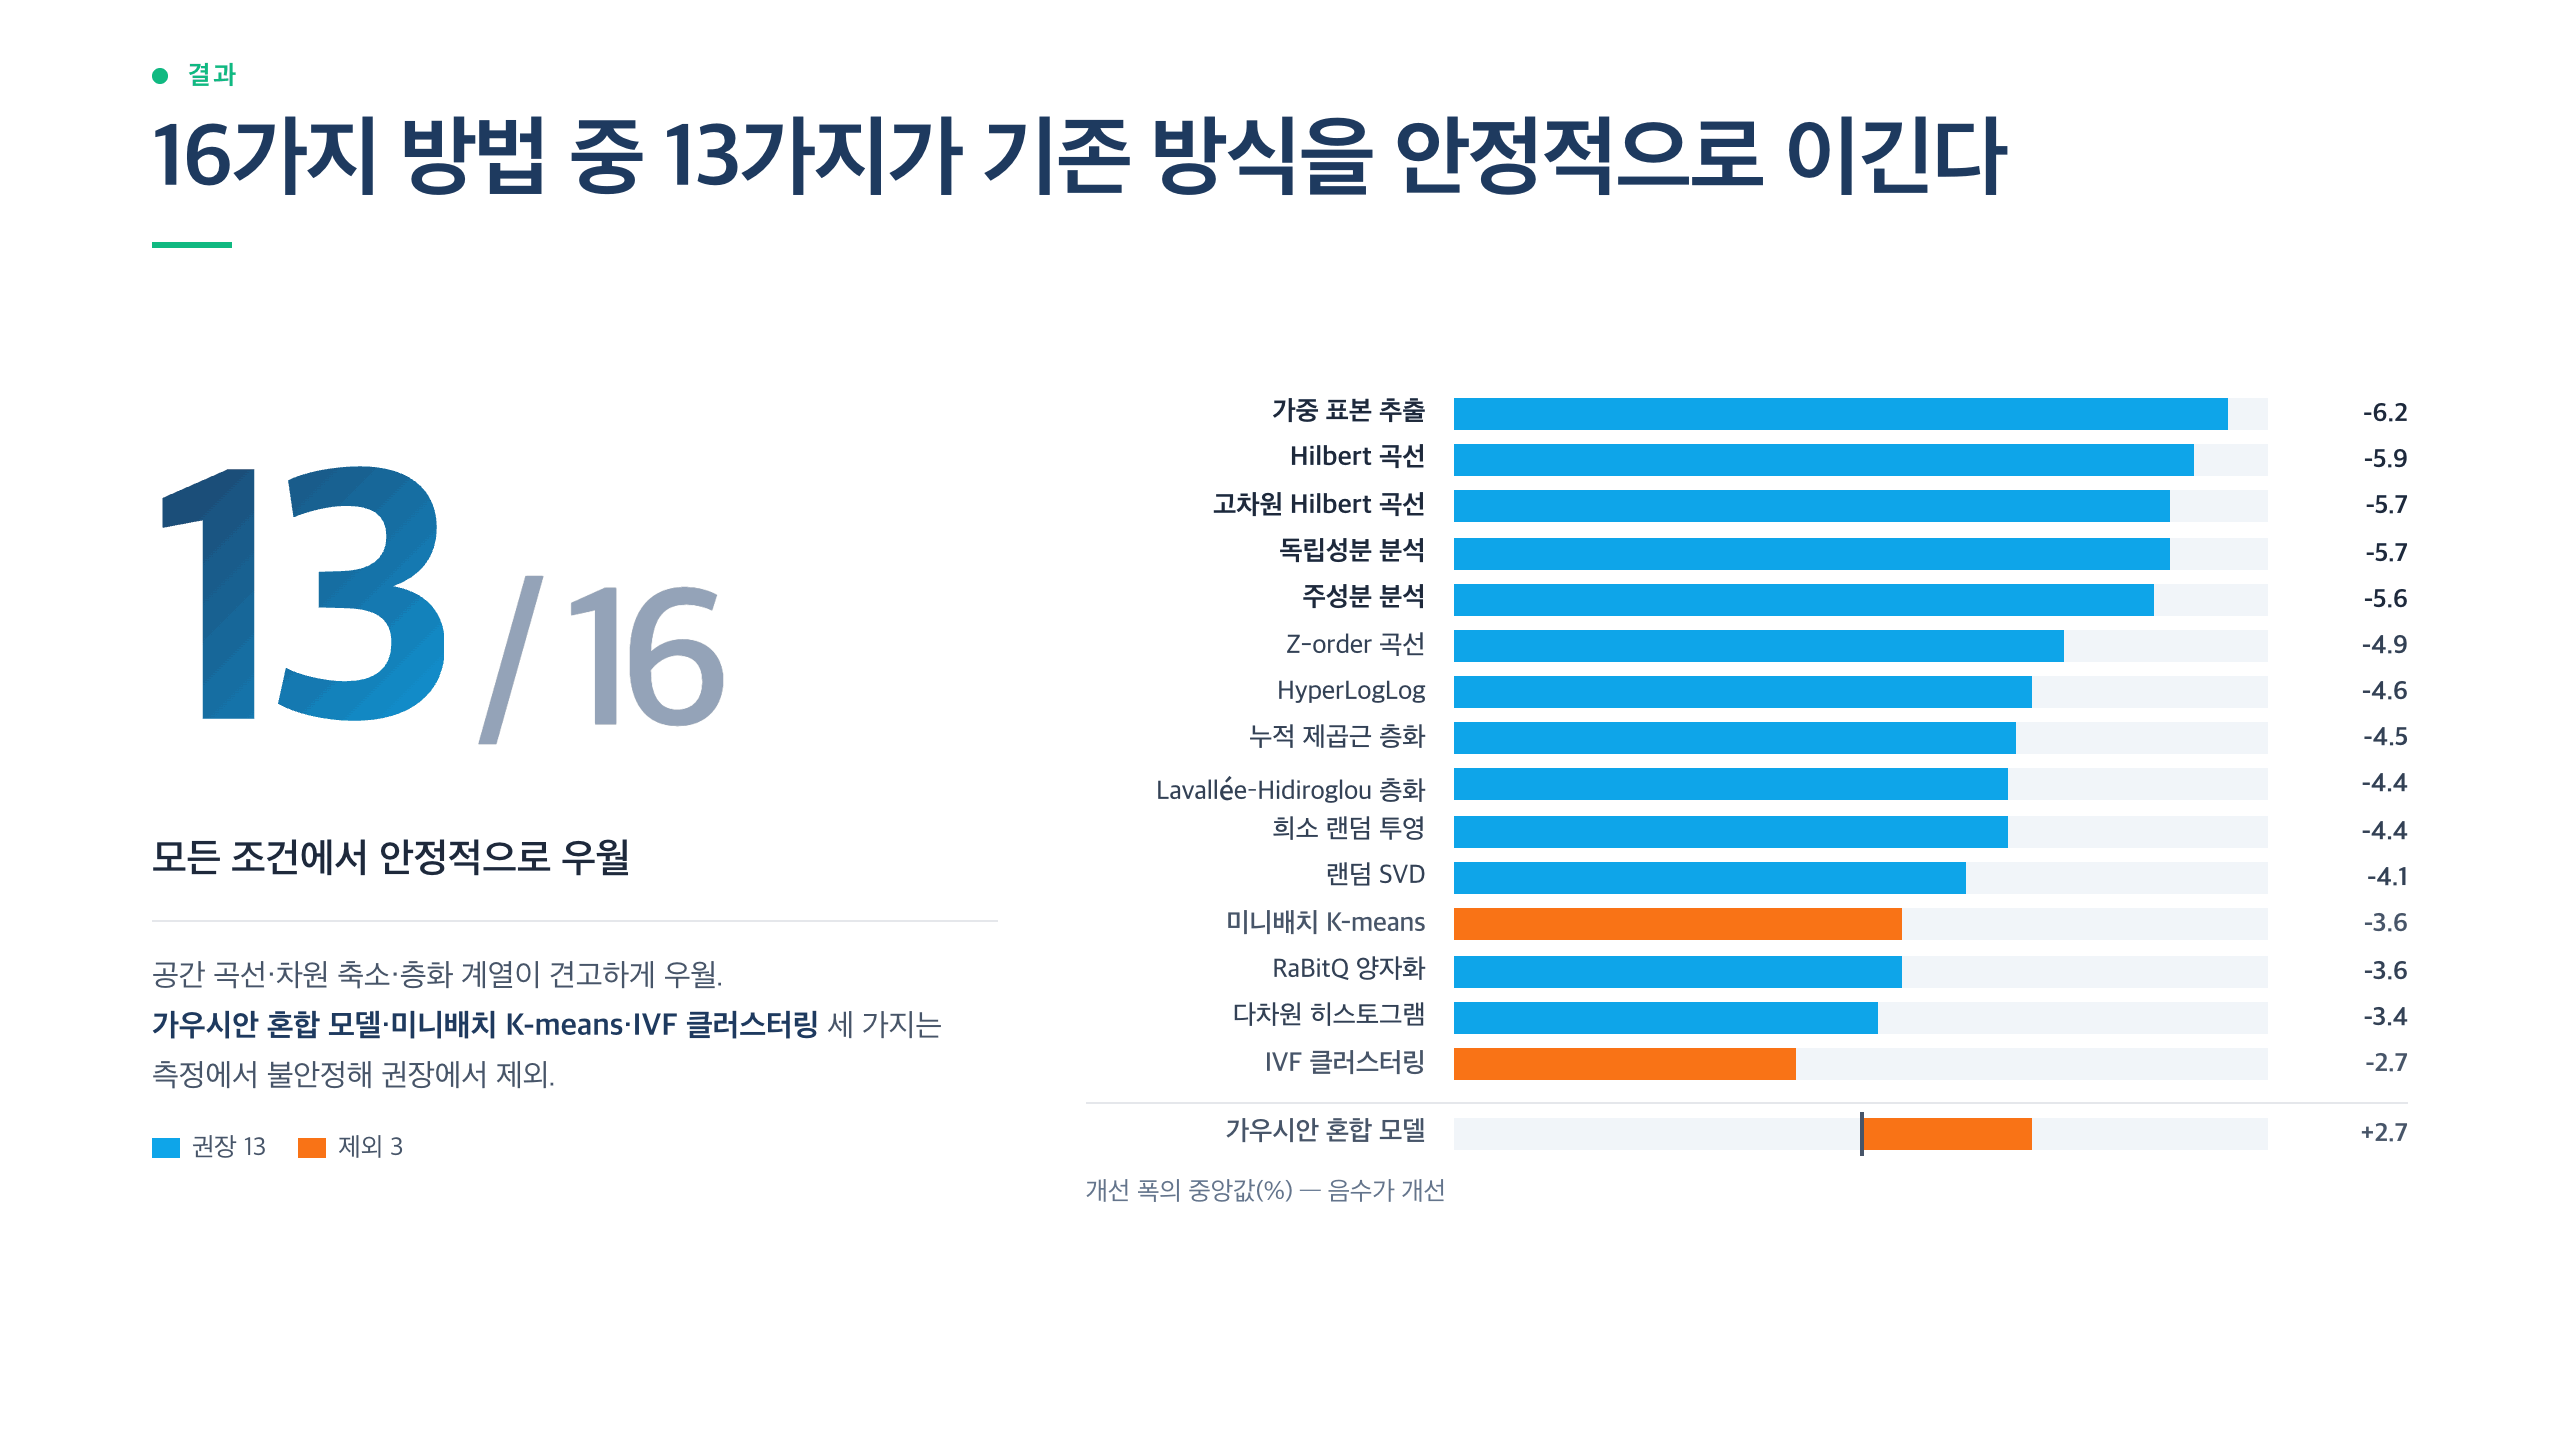 결과
16가지 방법 중 13가지가 기존 방식을 안정적으로 이긴다
13 / 16
모든 조건에서 안정적으로 우월
공간 곡선·차원 축소·층화 계열이 견고하게 우월.
가우시안 혼합 모델·미니배치 K-means·IVF 클러스터링 세 가지는
측정에서 불안정해 권장에서 제외.
권장 13 제외 3
가중 표본 추출 -6.2
Hilbert 곡선 -5.9
고차원 Hilbert 곡선 -5.7
독립성분 분석 -5.7
주성분 분석 -5.6
Z-order 곡선 -4.9
HyperLogLog -4.6
누적 제곱근 층화 -4.5
Lavallée-Hidiroglou 층화 -4.4
희소 랜덤 투영 -4.4
랜덤 SVD -4.1
미니배치 K-means -3.6
RaBitQ 양자화 -3.6
다차원 히스토그램 -3.4
IVF 클러스터링 -2.7
가우시안 혼합 모델 +2.7
개선 폭의 중앙값(%) — 음수가 개선